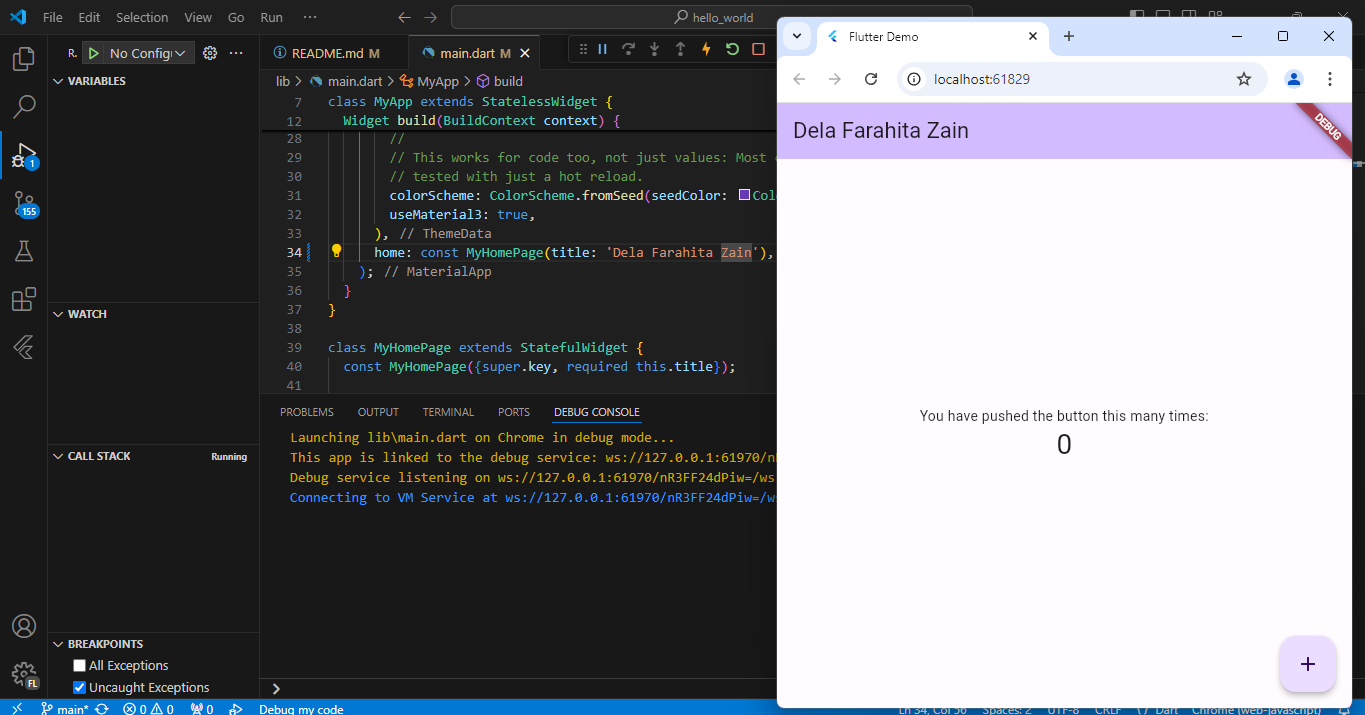 File Edit Selection View Go Run ··· hello_world
R. No Config
README.md M main.dart M
lib > main.dart > MyApp > build
VARIABLES
WATCH
CALL STACK Running
BREAKPOINTS
All Exceptions
Uncaught Exceptions
1
155
FL
7 class MyApp extends StatelessWidget {
12 Widget build(BuildContext context) {
28 //
29 // This works for code too, not just values: Most
30 // tested with just a hot reload.
31 colorScheme: ColorScheme.fromSeed(seedColor: Col
32 useMaterial3: true,
33 ), // ThemeData
34 home: const MyHomePage(title: 'Dela Farahita Zain'),
35 ); // MaterialApp
36 }
37 }
38
39 class MyHomePage extends StatefulWidget {
40 const MyHomePage({super.key, required this.title});
41
PROBLEMS OUTPUT TERMINAL PORTS DEBUG CONSOLE
Launching lib\main.dart on Chrome in debug mode...
This app is linked to the debug service: ws://127.0.0.1:61970/nR
Debug service listening on ws://127.0.0.1:61970/nR3FF24dPiw=/ws
Connecting to VM Service at ws://127.0.0.1:61970/nR3FF24dPiw=/ws
>
main* 0 0 0 Debug my code
Ln 34, Col 56 Spaces: 2 UTF-8 CRLF {} Dart Chrome (web-javascript)
Flutter Demo
localhost:61829
Dela Farahita Zain
DEBUG
You have pushed the button this many times:
0
+